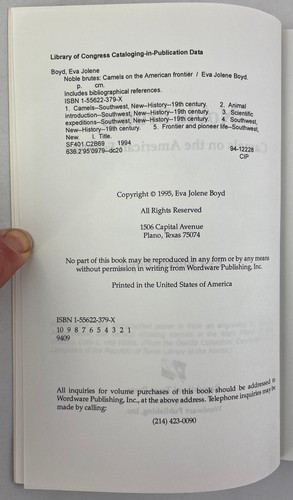 Library of Congress Cataloging-in-Publication Data
Boyd, Eva Jolene
Noble brutes: Camels on the American frontier / Eva Jolene Boyd.
p. cm.
Includes bibliographical references.
ISBN 1-55622-379-X
1. Camels--Southwest, New--History--19th century. 2. Animal
introduction--Southwest, New--History--19th century. 3. Scientific
expeditions--Southwest, New--History--19th century. 4. Southwest,
New--History--19th century. 5. Frontier and pioneer life--Southwest,
New. I. Title.
SF401.C2B69 1994
636.2'95'0979--dc20 94-12228
CIP
Copyright © 1995, Eva Jolene Boyd
All Rights Reserved
1506 Capital Avenue
Plano, Texas 75074
No part of this book may be reproduced in any form or by any means
without permission in writing from Wordware Publishing, Inc.
Printed in the United States of America
ISBN 1-55622-379-X
10 9 8 7 6 5 4 3 2 1
9409
All inquiries for volume purchases of this book should be addressed to
Wordware Publishing, Inc., at the above address. Telephone inquiries may be
made by calling:
(214) 423-0090